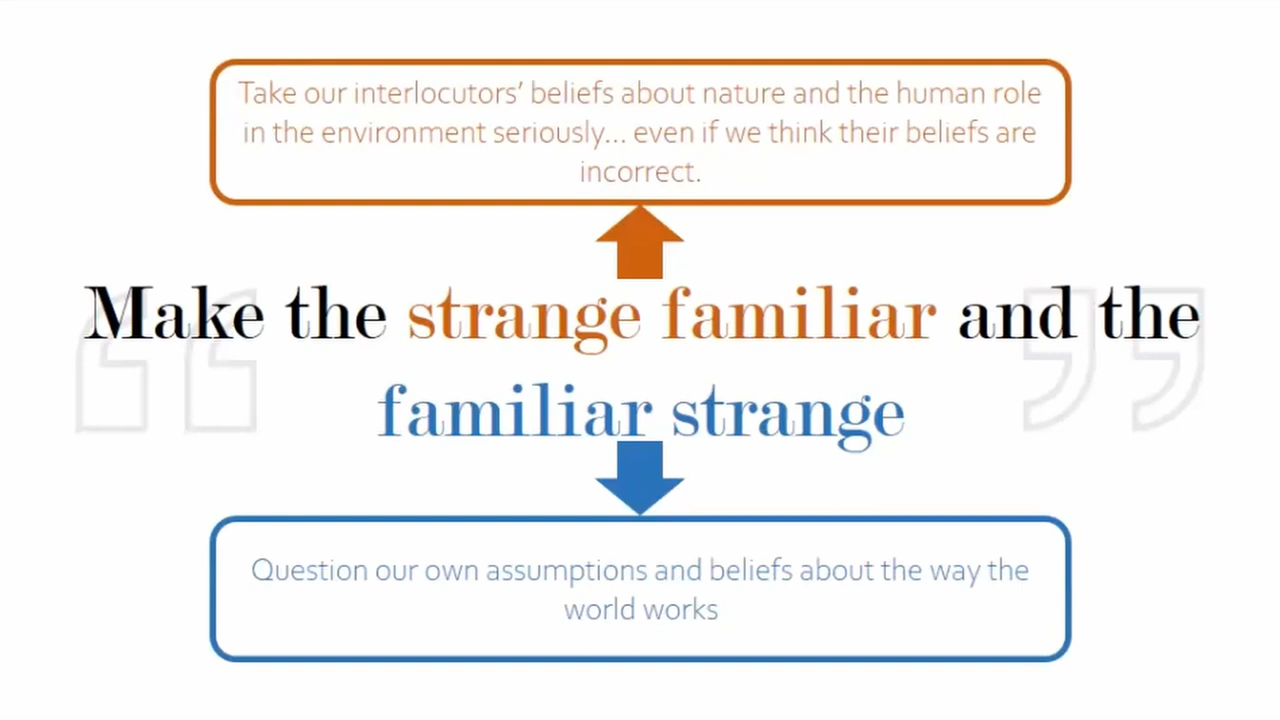 Take our interlocutors’ beliefs about nature and the human role
in the environment seriously... even if we think their beliefs are
incorrect.
Make the strange familiar and the
familiar strange
Question our own assumptions and beliefs about the way the
world works